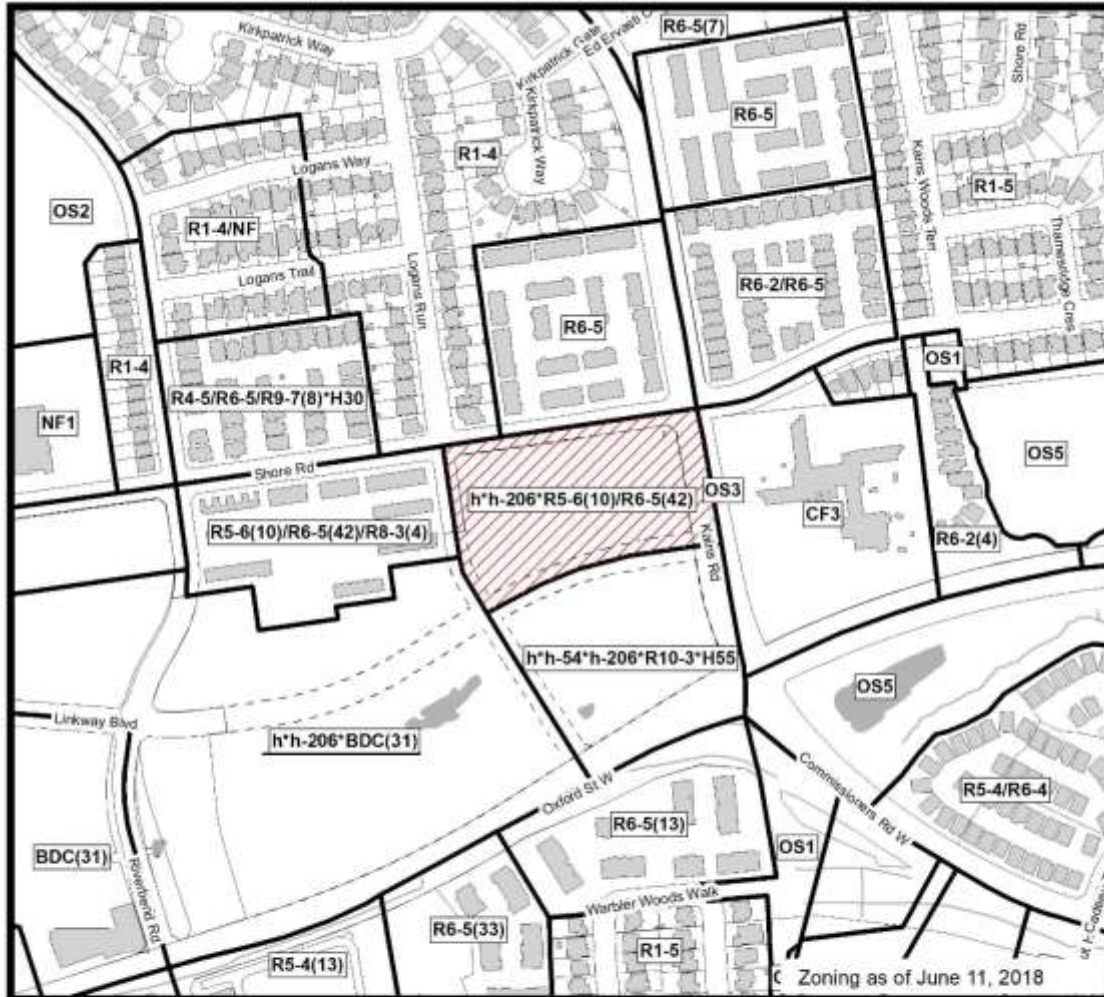 Kirkpatrick Way
Kirkpatrick Gate
R6-5(7)
Shore Rd
R6-5
Kirkpatrick Way
R1-4
Logans Way
Kains Woods Terr
R1-5
OS2
R1-4/NF
Logans Trail
Logans Run
R6-2/R6-5
R6-5
OS1
R1-4
R4-5/R6-5/R9-7(8)*H30
NF1
OS5
Shore Rd
h*h-206*R5-6(10)/R6-5(42)
OS3
CF3
R5-6(10)/R6-5(42)/R8-3(4)
Kains Rd
R6-2(4)
h*h-54*h-206*R10-3*H55
OS5
Linkway Blvd
h*h-206*BDC(31)
Commissioners Rd W
Oxford St W
R5-4/R6-4
R6-5(13)
BDC(31)
OS1
Riverbend Rd
Warbler Woods Walk
R6-5(33)
R1-5
R5-4(13)
Zoning as of June 11, 2018